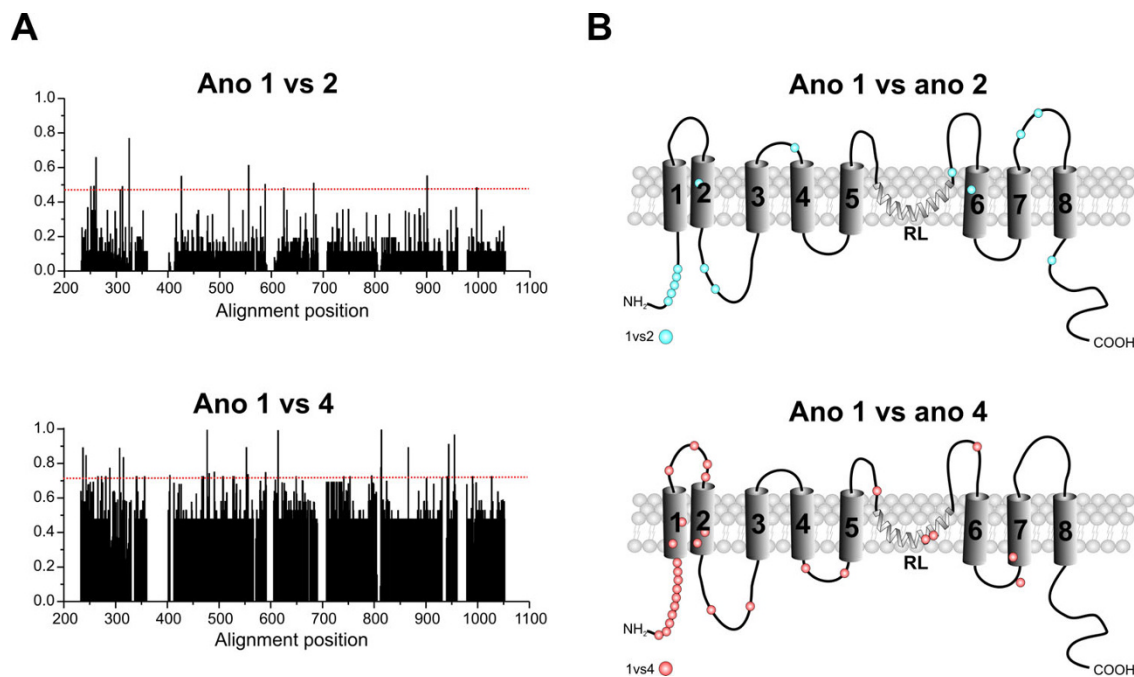 A
B
Ano 1 vs 2
1.0
0.8
0.6
0.4
0.2
0.0
200 300 400 500 600 700 800 900 1000 1100
Alignment position
Ano 1 vs ano 2
1 2 3 4 5 6 7 8
RL
NH2
1vs2
COOH
Ano 1 vs 4
1.0
0.8
0.6
0.4
0.2
0.0
200 300 400 500 600 700 800 900 1000 1100
Alignment position
Ano 1 vs ano 4
1 2 3 4 5 6 7 8
RL
NH2
1vs4
COOH